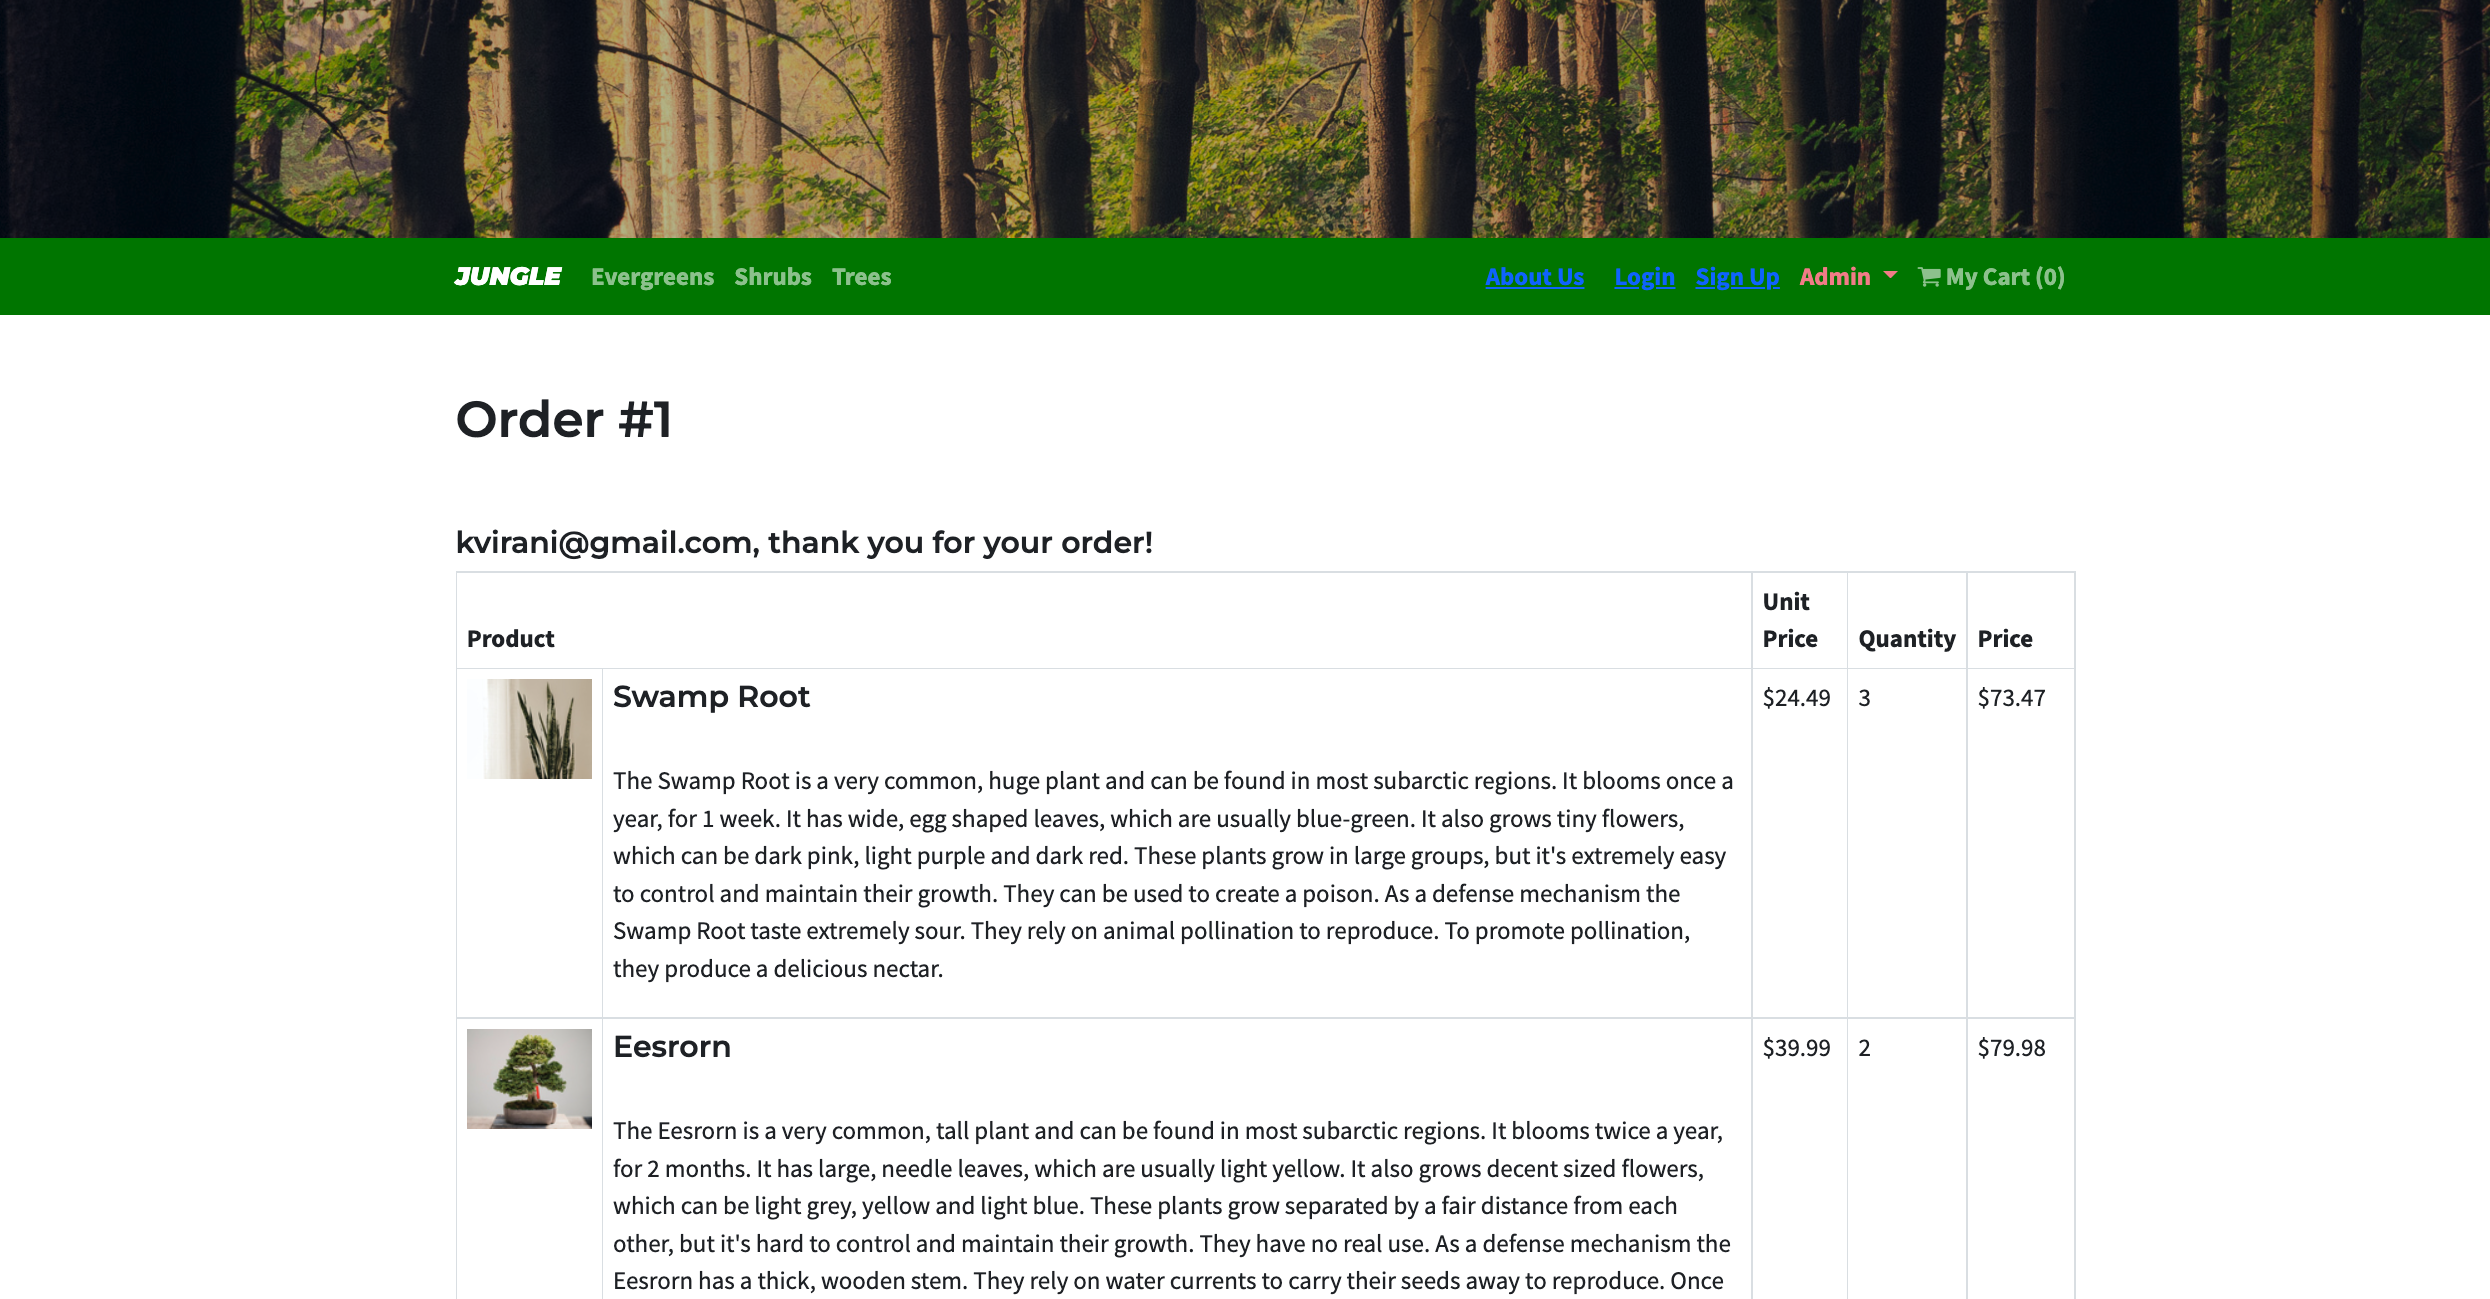 JUNGLE Evergreens Shrubs Trees About Us Login Sign Up Admin My Cart (0)
Order #1
kvirani@gmail.com, thank you for your order!
Product Unit Price Quantity Price
Swamp Root $24.49 3 $73.47
The Swamp Root is a very common, huge plant and can be found in most subarctic regions. It blooms once a
year, for 1 week. It has wide, egg shaped leaves, which are usually blue-green. It also grows tiny flowers,
which can be dark pink, light purple and dark red. These plants grow in large groups, but it's extremely easy
to control and maintain their growth. They can be used to create a poison. As a defense mechanism the
Swamp Root taste extremely sour. They rely on animal pollination to reproduce. To promote pollination,
they produce a delicious nectar.
Eesrorn $39.99 2 $79.98
The Eesrorn is a very common, tall plant and can be found in most subarctic regions. It blooms twice a year,
for 2 months. It has large, needle leaves, which are usually light yellow. It also grows decent sized flowers,
which can be light grey, yellow and light blue. These plants grow separated by a fair distance from each
other, but it's hard to control and maintain their growth. They have no real use. As a defense mechanism the
Eesrorn has a thick, wooden stem. They rely on water currents to carry their seeds away to reproduce. Once